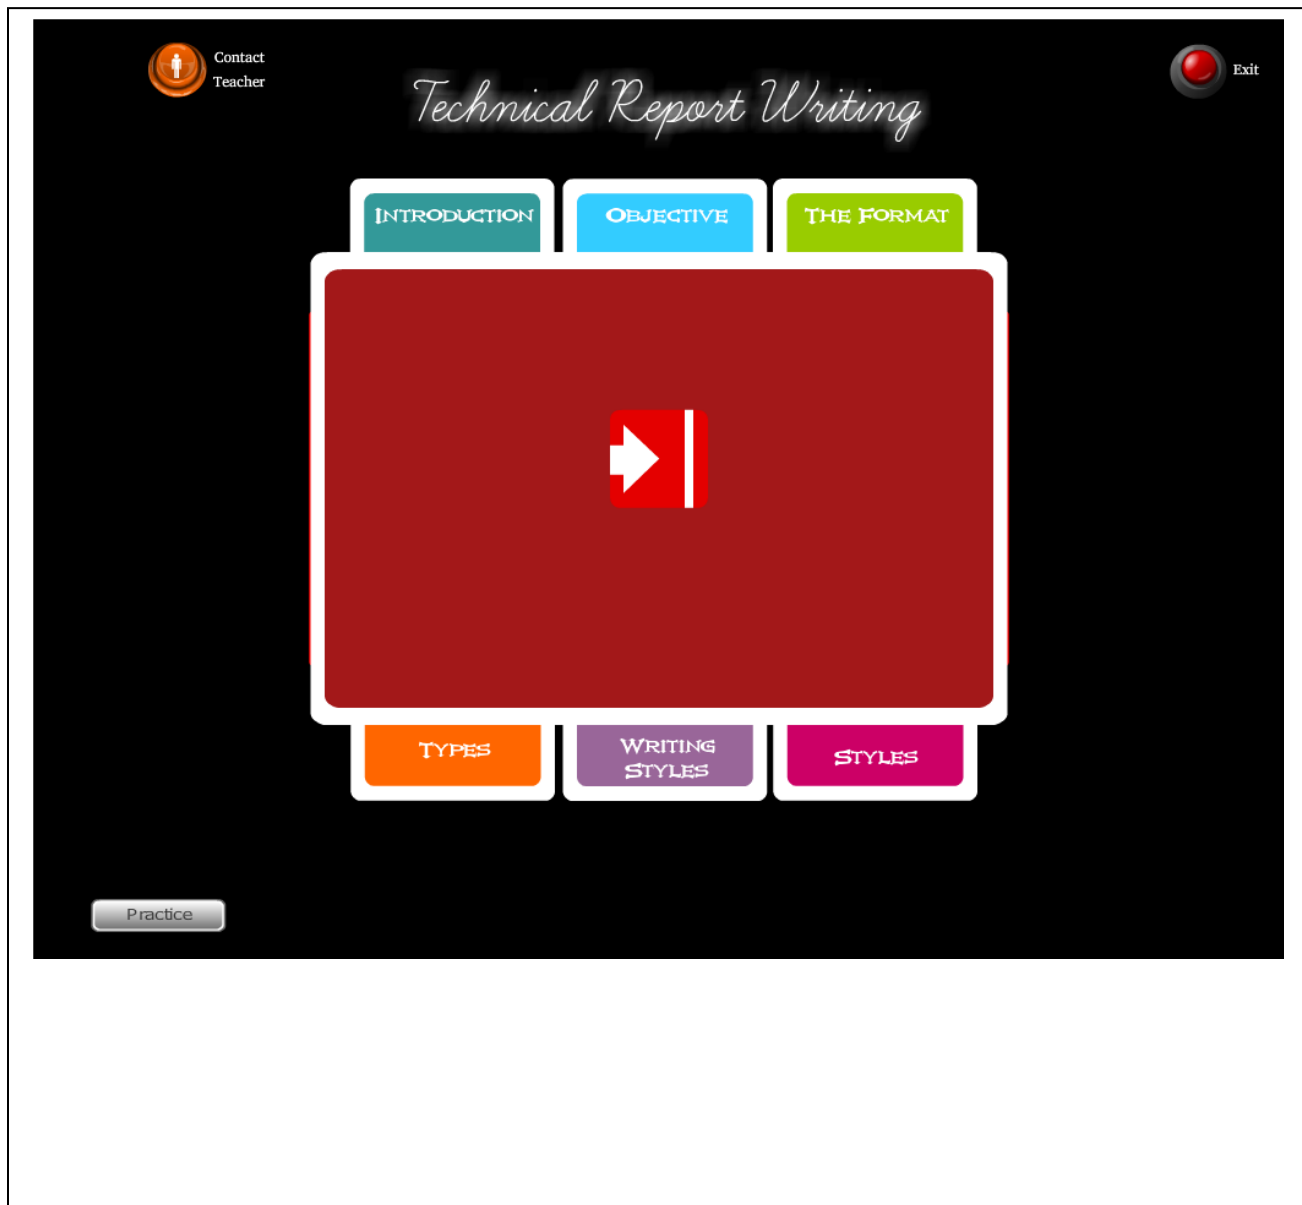 Contact
Teacher
Exit
Technical Report Writing
INTRODUCTION
OBJECTIVE
THE FORMAT
TYPES
WRITING
STYLES
STYLES
Practice